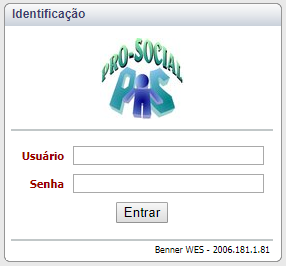 Identificação
PRO-SOCIAL
PIS
Usuário
Senha
Entrar
Benner WES - 2006.181.1.81